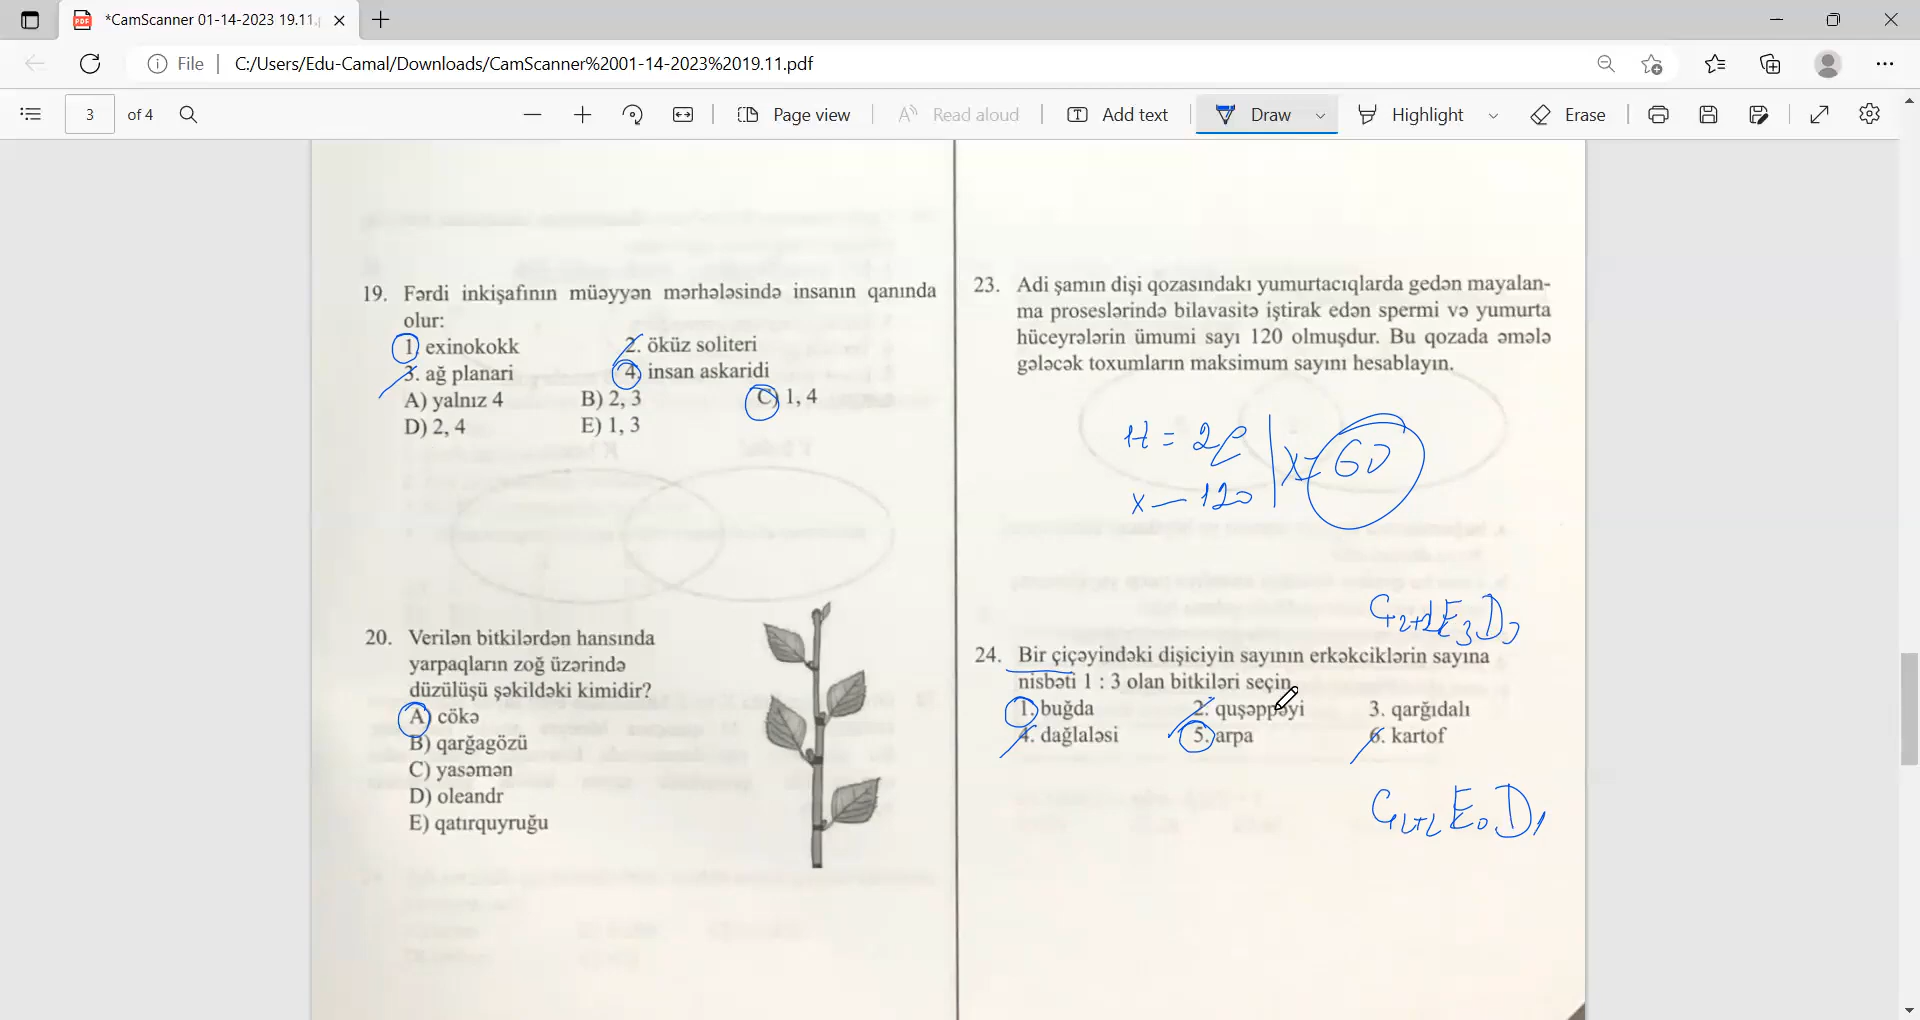 *CamScanner 01-14-2023 19.11.
File
C:/Users/Edu-Camal/Downloads/CamScanner%2001-14-2023%2019.11.pdf
3 of 4
Page view
Read aloud
Add text
Draw
Highlight
Erase
19. Fərdi inkişafının müəyyən mərhələsində insanın qanında
olur:
1. exinokokk 2. öküz soliteri
3. ağ planari 4. insan askaridi
A) yalnız 4 B) 2, 3 C) 1, 4
D) 2, 4 E) 1, 3
20. Verilən bitkilərdən hansında
yarpaqların zoğ üzərində
düzülüşü şəkildəki kimidir?
A) cökə
B) qarğagözü
C) yasəmən
D) oleandr
E) qatırquyruğu
23. Adi şamın dişi qozasındakı yumurtacıqlarda gedən mayalan-
ma proseslərində bilavasitə iştirak edən spermi və yumurta
hüceyrələrin ümumi sayı 120 olmuşdur. Bu qozada əmələ
gələcək toxumların maksimum sayını hesablayın.
x — 120
24. Bir çiçəyindəki dişiciyin sayının erkəkciklərin sayına
nisbəti 1 : 3 olan bitkiləri seçin.
1. buğda 2. quşəppəyi 3. qarğıdalı
4. dağlaləsi 5. arpa 6. kartof